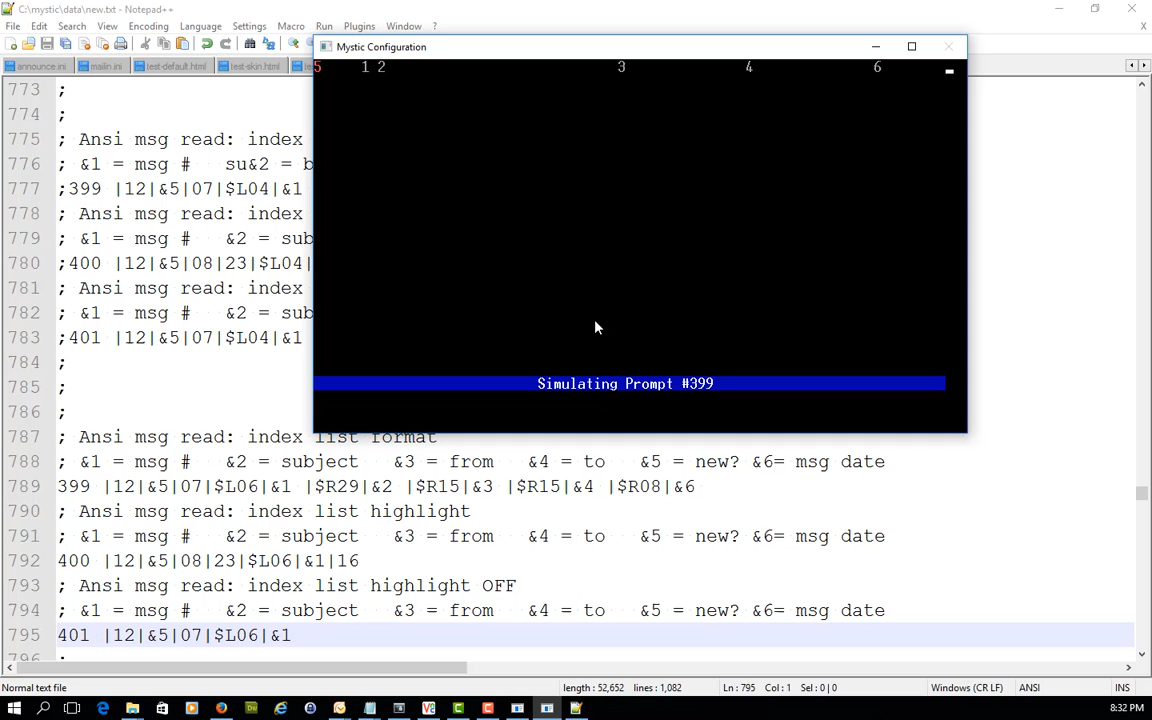 C:\mystic\data\new.txt - Notepad++
File Edit Search View Encoding Language Settings Macro Run Plugins Window X
Mystic Configuration
announce.ini mailin.ini test-default.html test-skin.html
5 1 2 3 4 6
773 ;
774 ;
775 ; Ansi msg read: index
776 ; &1 = msg # su&2 = b
777 ;399 |12|&5|07|$L04|&1
778 ; Ansi msg read: index
779 ; &1 = msg # &2 = sub
780 ;400 |12|&5|08|23|$L04|
781 ; Ansi msg read: index
782 ; &1 = msg # &2 = sub
783 ;401 |12|&5|07|$L04|&1
784 ;
785 ;
Simulating Prompt #399
786 ;
787 ; Ansi msg read: index list format
788 ; &1 = msg # &2 = subject &3 = from &4 = to &5 = new? &6= msg date
789 399 |12|&5|07|$L06|&1 |$R29|&2 |$R15|&3 |$R15|&4 |$R08|&6
790 ; Ansi msg read: index list highlight
791 ; &1 = msg # &2 = subject &3 = from &4 = to &5 = new? &6= msg date
792 400 |12|&5|08|23|$L06|&1|16
793 ; Ansi msg read: index list highlight OFF
794 ; &1 = msg # &2 = subject &3 = from &4 = to &5 = new? &6= msg date
795 401 |12|&5|07|$L06|&1
796 ;
Normal text file length : 52,652 lines : 1,082 Ln : 795 Col : 1 Sel : 0 | 0 Windows (CR LF) ANSI INS
8:32 PM